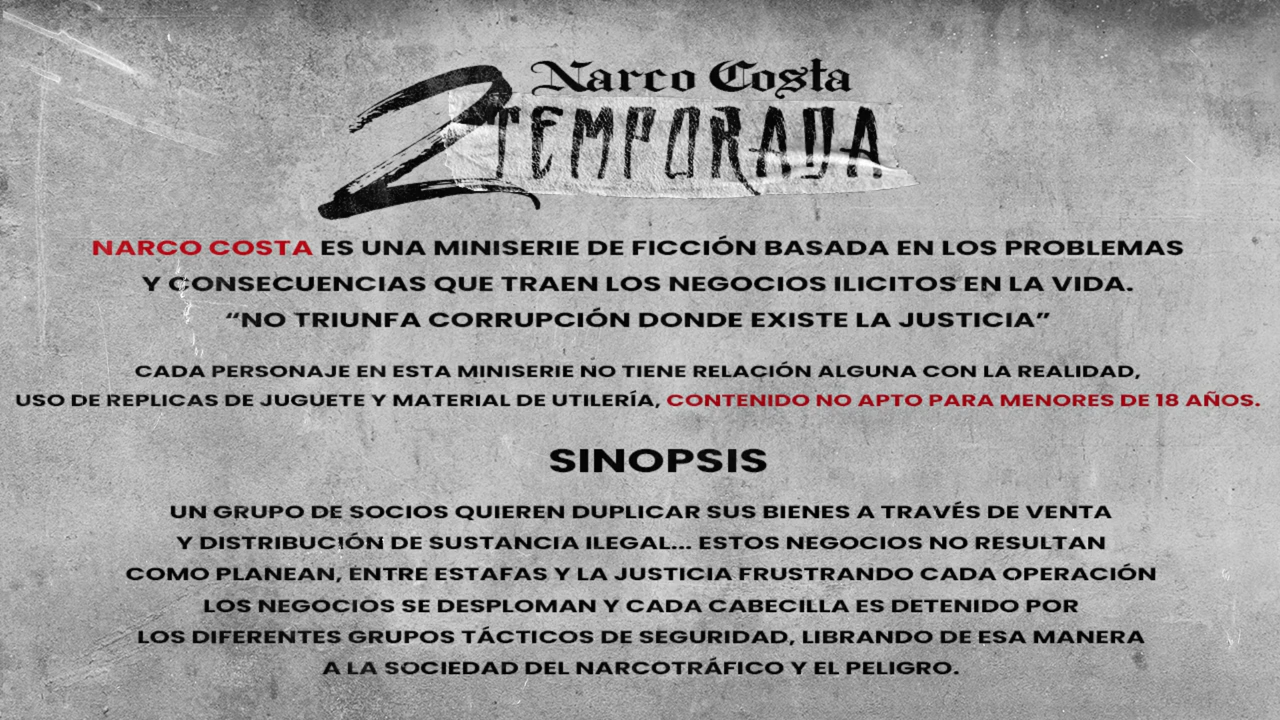 Narco Costa
2 TEMPORADA
NARCO COSTA ES UNA MINISERIE DE FICCIÓN BASADA EN LOS PROBLEMAS
Y CONSECUENCIAS QUE TRAEN LOS NEGOCIOS ILICITOS EN LA VIDA.
“NO TRIUNFA CORRUPCIÓN DONDE EXISTE LA JUSTICIA”
CADA PERSONAJE EN ESTA MINISERIE NO TIENE RELACIÓN ALGUNA CON LA REALIDAD,
USO DE REPLICAS DE JUGUETE Y MATERIAL DE UTILERÍA, CONTENIDO NO APTO PARA MENORES DE 18 AÑOS.
SINOPSIS
UN GRUPO DE SOCIOS QUIEREN DUPLICAR SUS BIENES A TRAVÉS DE VENTA
Y DISTRIBUCIÓN DE SUSTANCIA ILEGAL... ESTOS NEGOCIOS NO RESULTAN
COMO PLANEAN, ENTRE ESTAFAS Y LA JUSTICIA FRUSTRANDO CADA OPERACIÓN
LOS NEGOCIOS SE DESPLOMAN Y CADA CABECILLA ES DETENIDO POR
LOS DIFERENTES GRUPOS TÁCTICOS DE SEGURIDAD, LIBRANDO DE ESA MANERA
A LA SOCIEDAD DEL NARCOTRÁFICO Y EL PELIGRO.